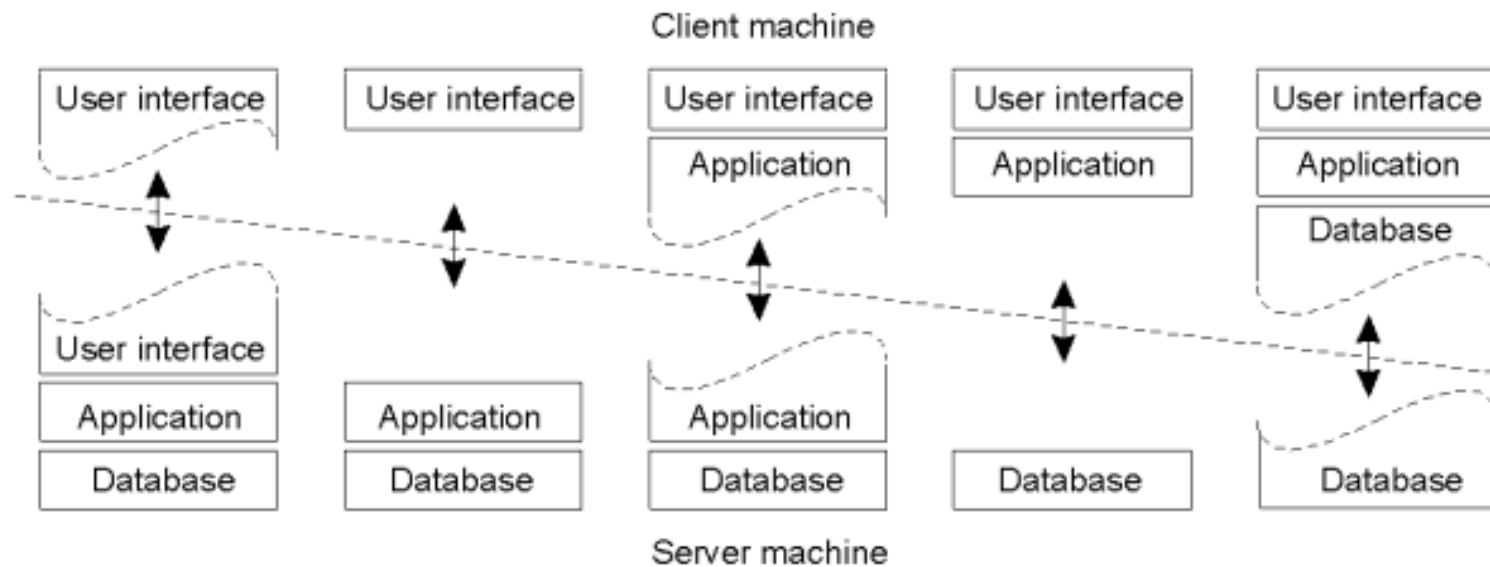 Client machine
User interface User interface User interface User interface User interface
Application Application Application
Database
User interface
Application Application Application
Database Database Database Database Database
Server machine